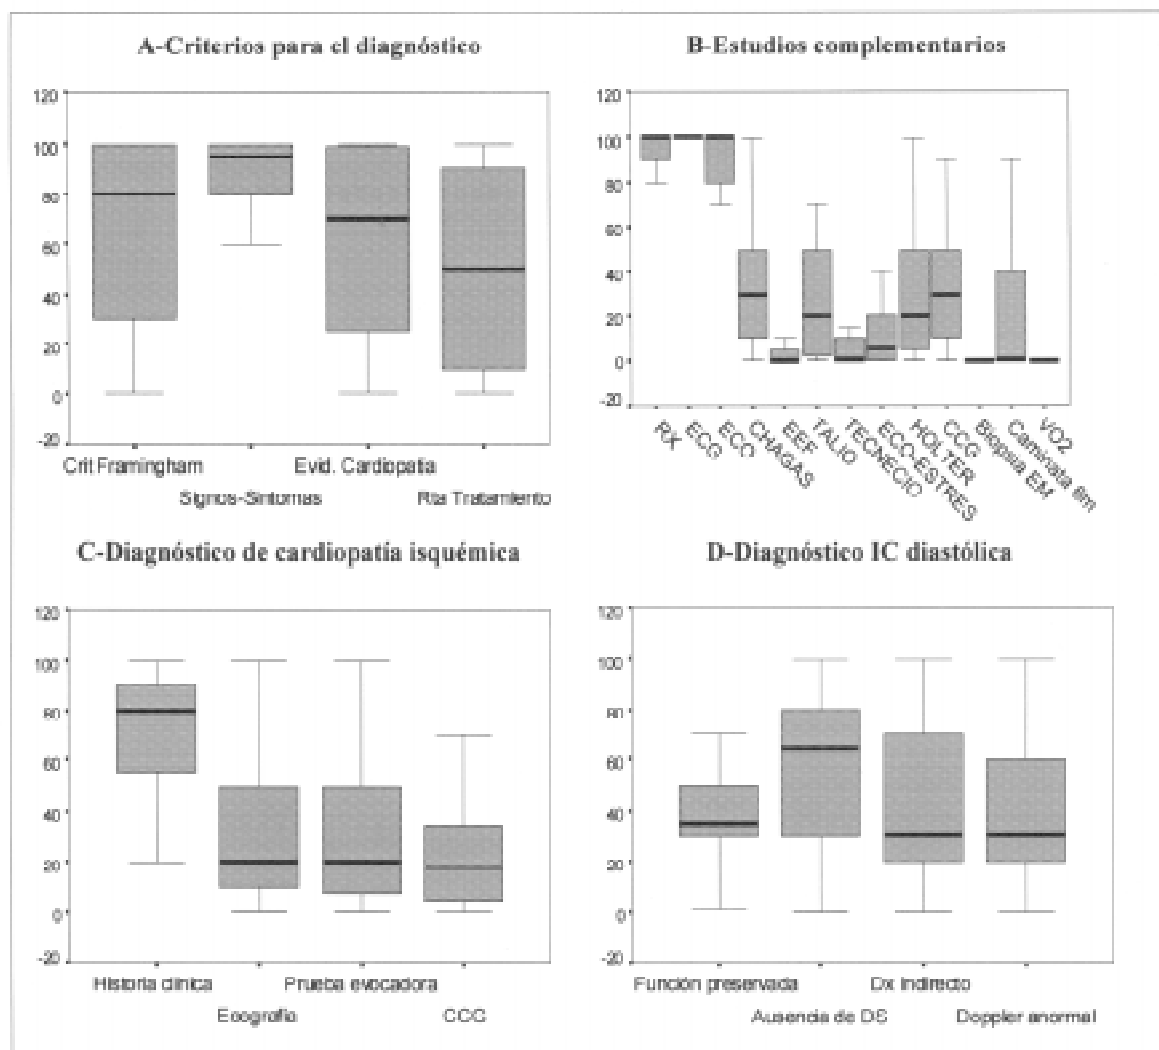 A-Criterios para el diagnóstico
120
100
80
60
40
20
0
-20
Crit Framingham
Evid. Cardiopatía
Signos-Síntomas
Rta Tratamiento
B-Estudios complementarios
120
100
80
60
40
20
0
-20
RX
ECG
ECO
CHAGAS
EEF
TALIO
TECNECIO
ECO-ESTRES
HOLTER
CCG
Biopsia EM
Caminata 6m
VO2
C-Diagnóstico de cardiopatía isquémica
120
100
80
60
40
20
0
-20
Historia clínica
Prueba evocadora
Ecografía
CCG
D-Diagnóstico IC diastólica
120
100
80
60
40
20
0
-20
Función preservada
Dx Indirecto
Ausencia de DS
Doppler anormal